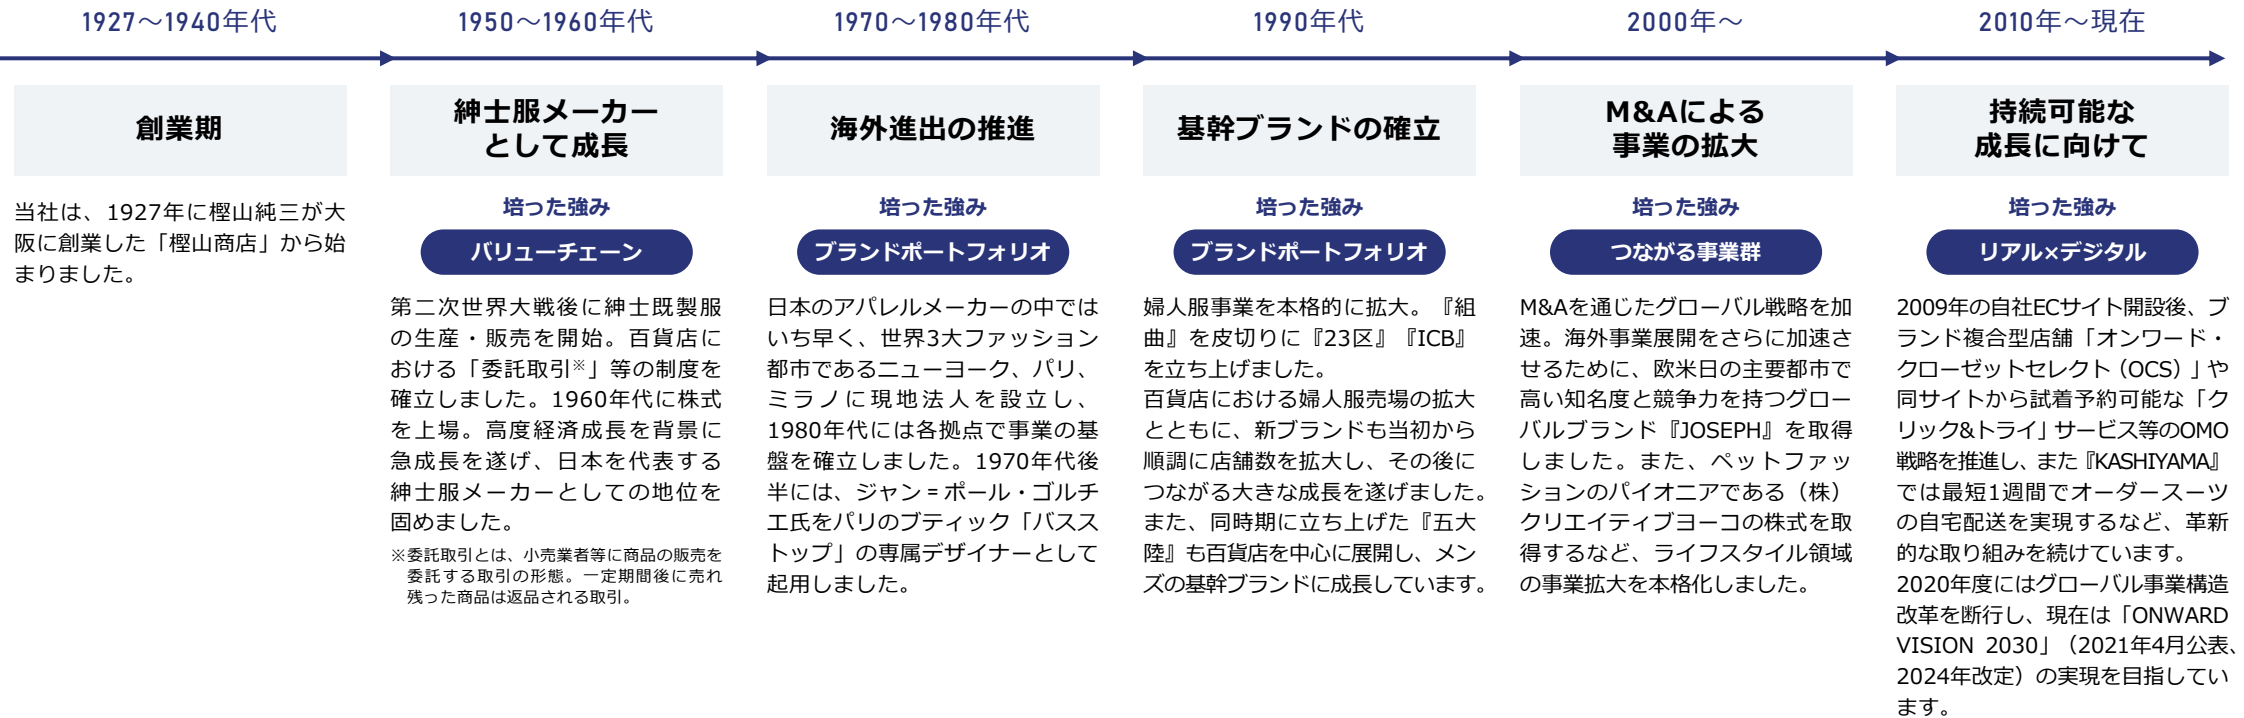 1927～1940年代
創業期
当社は、1927年に樫山純三が大
阪に創業した「樫山商店」から始
まりました。
1950～1960年代
紳士服メーカー
として成長
培った強み
バリューチェーン
第二次世界大戦後に紳士既製服
の生産・販売を開始。百貨店に
おける「委託取引※」等の制度を
確立しました。1960年代に株式
を上場。高度経済成長を背景に
急成長を遂げ、日本を代表する
紳士服メーカーとしての地位を
固めました。
※委託取引とは、小売業者等に商品の販売を
委託する取引の形態。一定期間後に売れ
残った商品は返品される取引。
1970～1980年代
海外進出の推進
培った強み
ブランドポートフォリオ
日本のアパレルメーカーの中では
いち早く、世界3大ファッション
都市であるニューヨーク、パリ、
ミラノに現地法人を設立し、
1980年代には各拠点で事業の基
盤を確立しました。1970年代後
半には、ジャン＝ポール・ゴルチ
エ氏をパリのブティック「バスス
トップ」の専属デザイナーとして
起用しました。
1990年代
基幹ブランドの確立
培った強み
ブランドポートフォリオ
婦人服事業を本格的に拡大。『組
曲』を皮切りに『23区』『ICB』
を立ち上げました。
百貨店における婦人服売場の拡大
とともに、新ブランドも当初から
順調に店舗数を拡大し、その後に
つながる大きな成長を遂げました。
また、同時期に立ち上げた『五大
陸』も百貨店を中心に展開し、メン
ズの基幹ブランドに成長しています。
2000年～
M&Aによる
事業の拡大
培った強み
つながる事業群
M&Aを通じたグローバル戦略を加
速。海外事業展開をさらに加速さ
せるために、欧米日の主要都市で
高い知名度と競争力を持つグロー
バルブランド『JOSEPH』を取得
しました。また、ペットファッ
ションのパイオニアである（株）
クリエイティブヨーコの株式を取
得するなど、ライフスタイル領域
の事業拡大を本格化しました。
2010年～現在
持続可能な
成長に向けて
培った強み
リアル×デジタル
2009年の自社ECサイト開設後、ブ
ランド複合型店舗「オンワード・
クローゼットセレクト（OCS）」や
同サイトから試着予約可能な「ク
リック&トライ」サービス等のOMO
戦略を推進し、また『KASHIYAMA』
では最短1週間でオーダースーツ
の自宅配送を実現するなど、革新
的な取り組みを続けています。
2020年度にはグローバル事業構造
改革を断行し、現在は「ONWARD
VISION 2030」（2021年4月公表、
2024年改定）の実現を目指してい
ます。